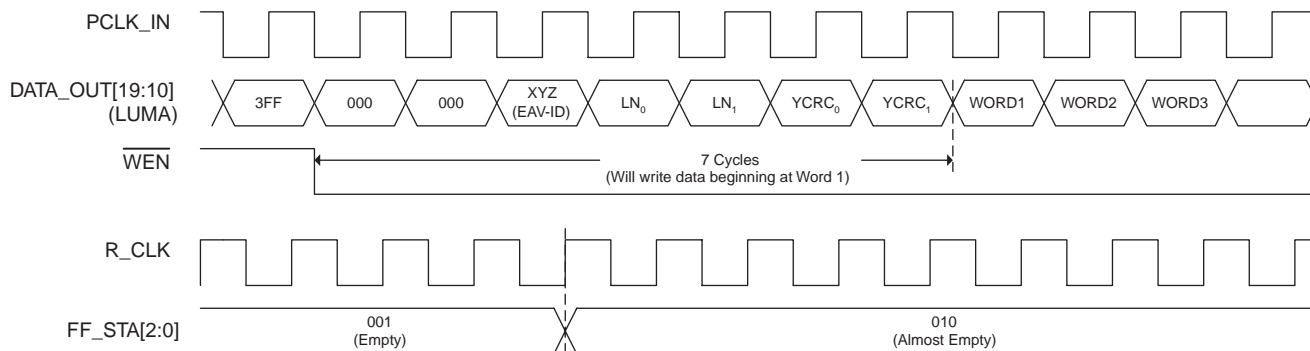 PCLK_IN
DATA_OUT[19:10]
(LUMA)
3FF
000
000
XYZ
(EAV-ID)
LN0
LN1
YCRC0
YCRC1
WORD1
WORD2
WORD3
WEN
7 Cycles
(Will write data beginning at Word 1)
R_CLK
FF_STA[2:0]
001
(Empty)
010
(Almost Empty)